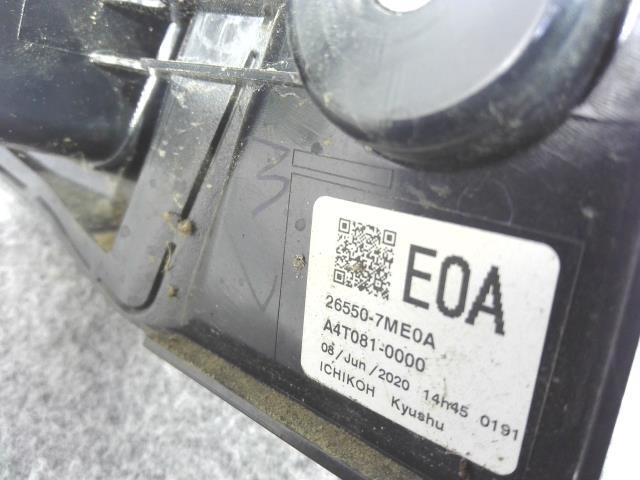 E0A
26550-7ME0A
A4T081-0000
08/Jun/2020 14h45 0191
ICHIKOH Kyushu